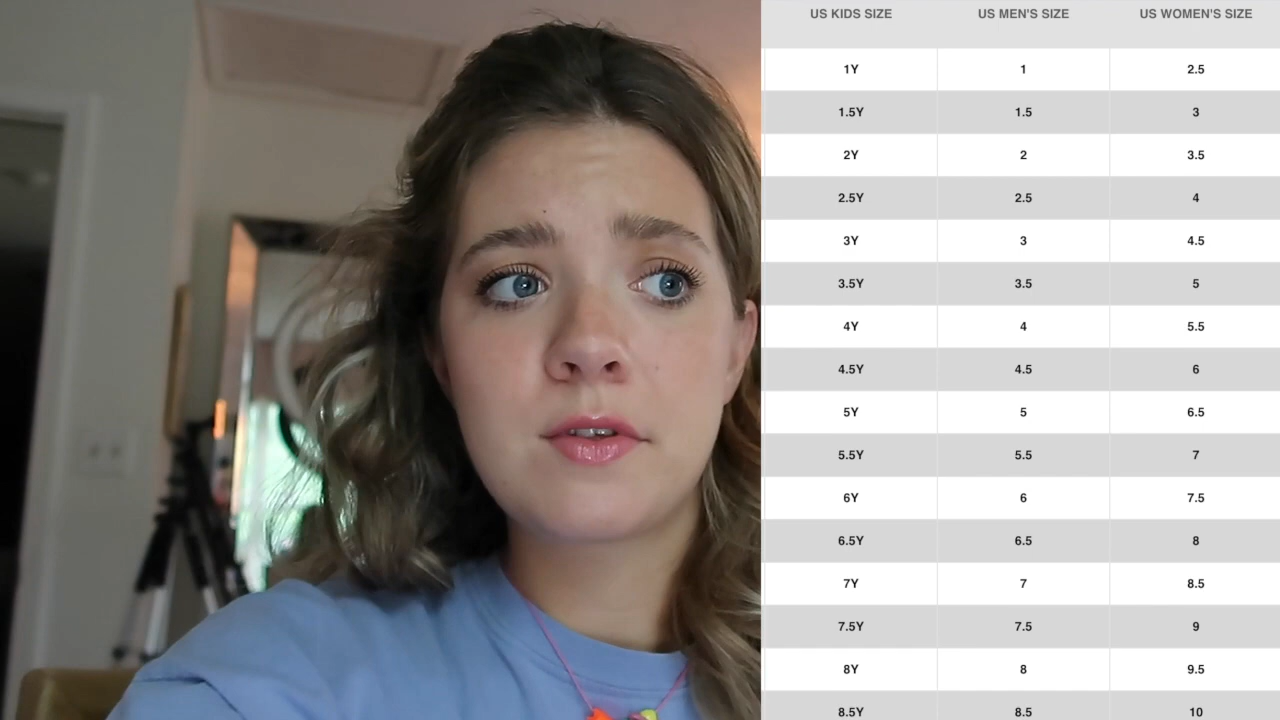 US KIDS SIZE US MEN'S SIZE US WOMEN'S SIZE
1Y 1 2.5
1.5Y 1.5 3
2Y 2 3.5
2.5Y 2.5 4
3Y 3 4.5
3.5Y 3.5 5
4Y 4 5.5
4.5Y 4.5 6
5Y 5 6.5
5.5Y 5.5 7
6Y 6 7.5
6.5Y 6.5 8
7Y 7 8.5
7.5Y 7.5 9
8Y 8 9.5
8.5Y 8.5 10